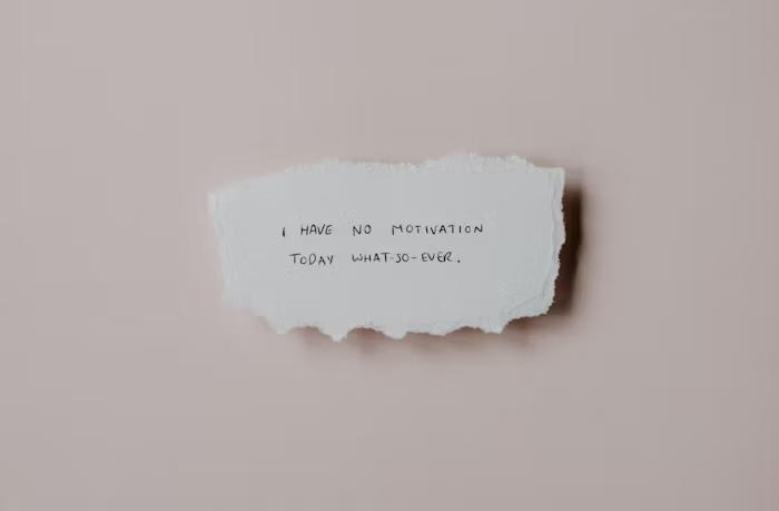 I HAVE NO MOTIVATION
TODAY WHAT-SO-EVER.